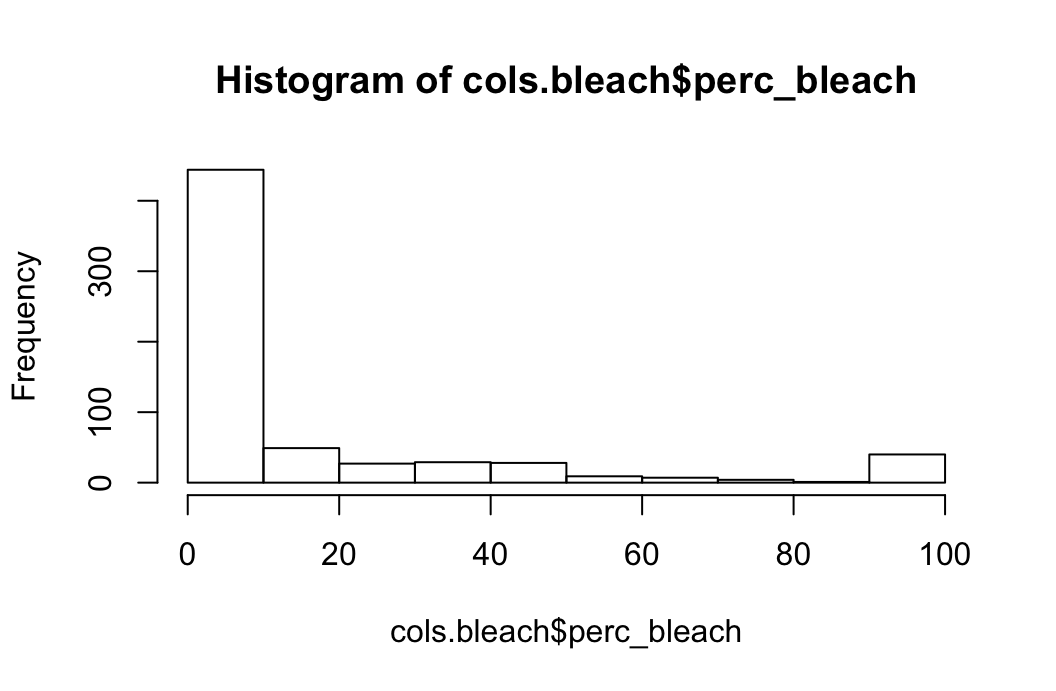 Histogram of cols.bleach$perc_bleach
Frequency
300
100
0
0 20 40 60 80 100
cols.bleach$perc_bleach